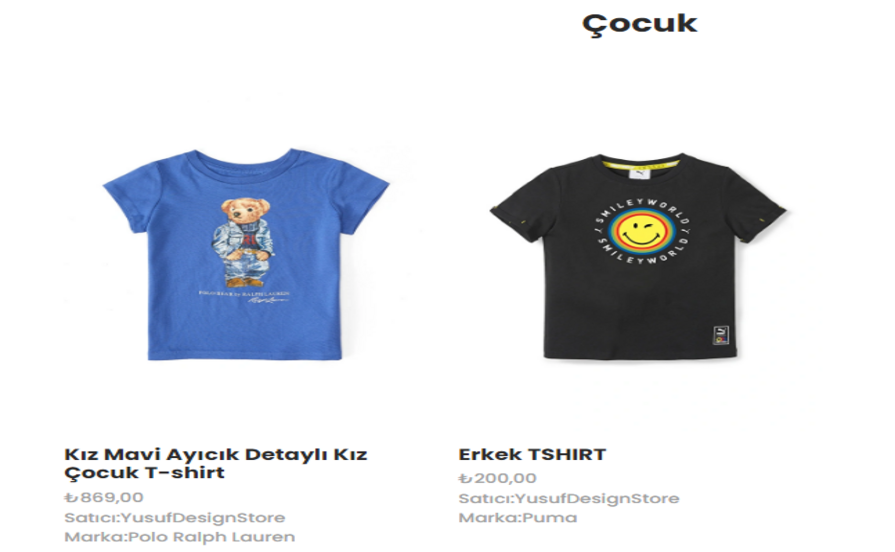 Çocuk
SMILEYWORLD
SMILEYWORLD
Kız Mavi Ayıcık Detaylı Kız
Çocuk T-shirt
₺869,00
Satıcı:YusufDesignStore
Marka:Polo Ralph Lauren
Erkek TSHIRT
₺200,00
Satıcı:YusufDesignStore
Marka:Puma